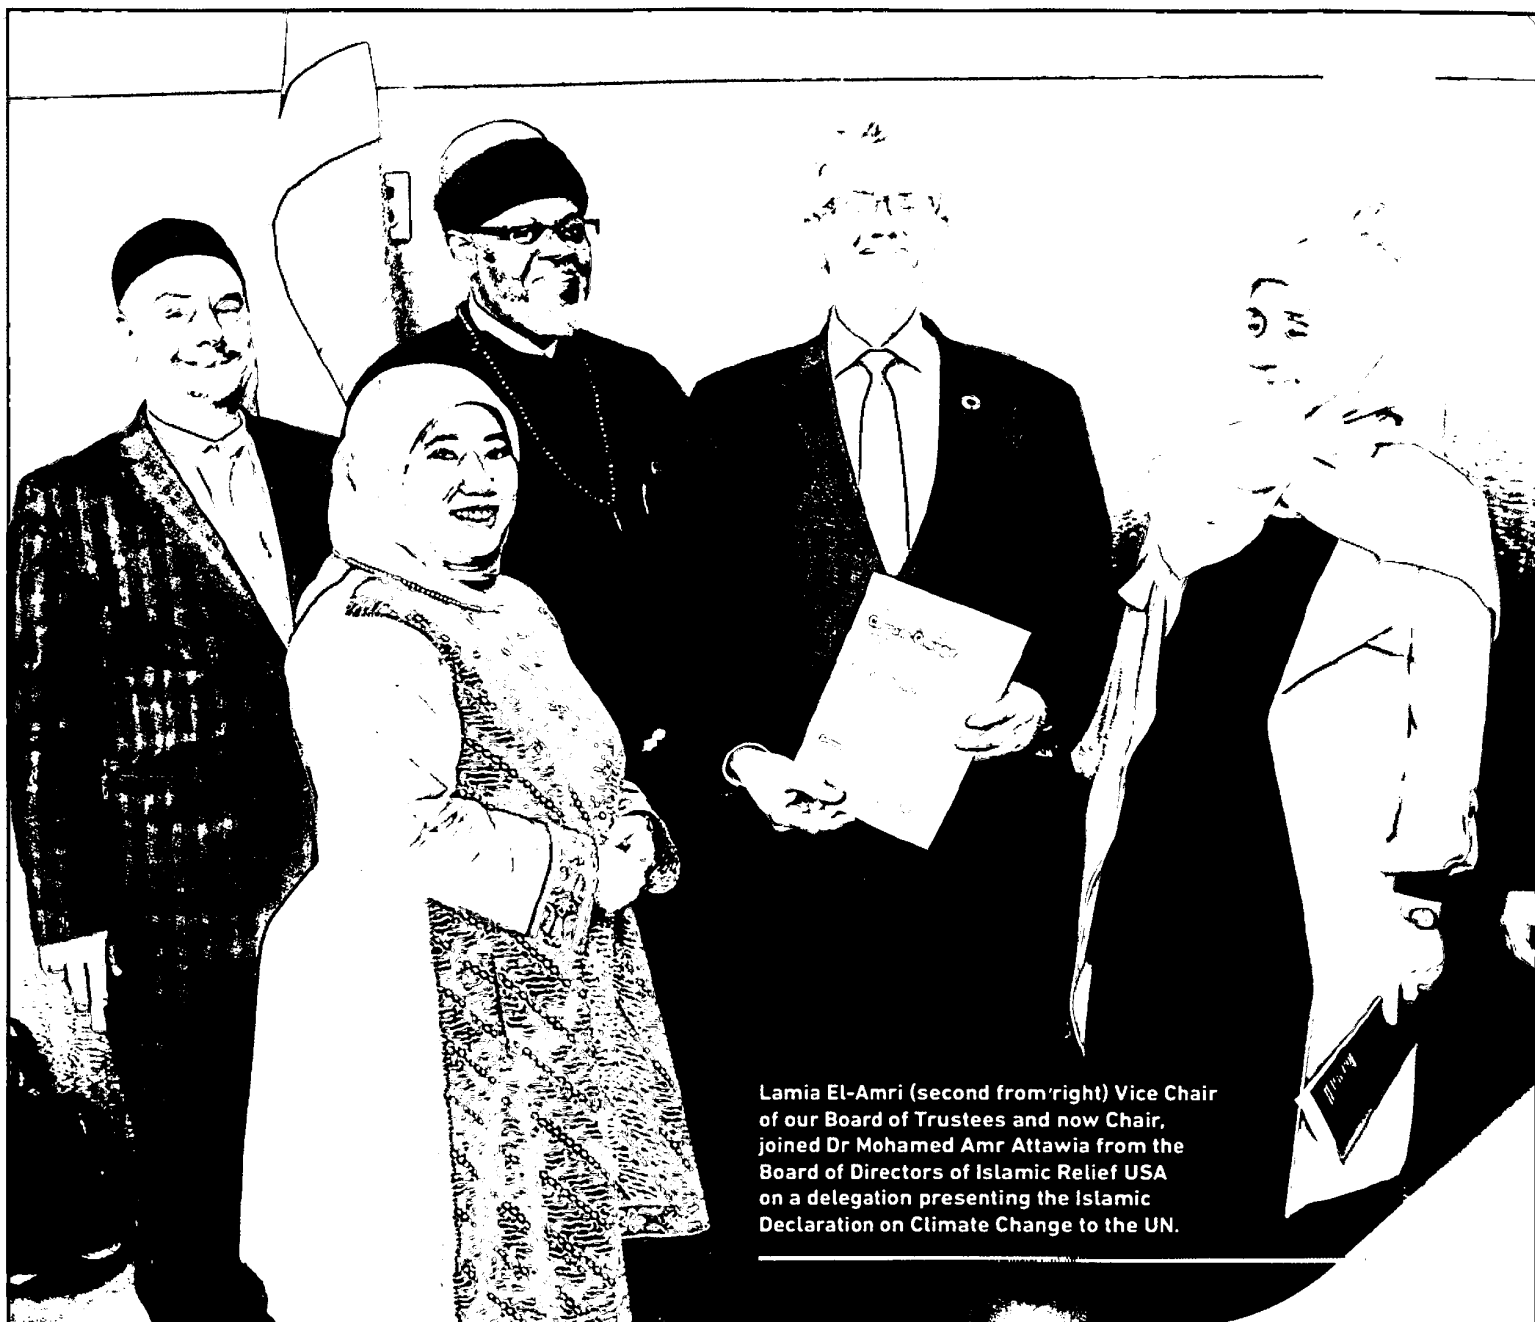 Lamia El-Amri (second from right) Vice Chair
of our Board of Trustees and now Chair,
joined Dr Mohamed Amr Attawia from the
Board of Directors of Islamic Relief USA
on a delegation presenting the Islamic
Declaration on Climate Change to the UN.